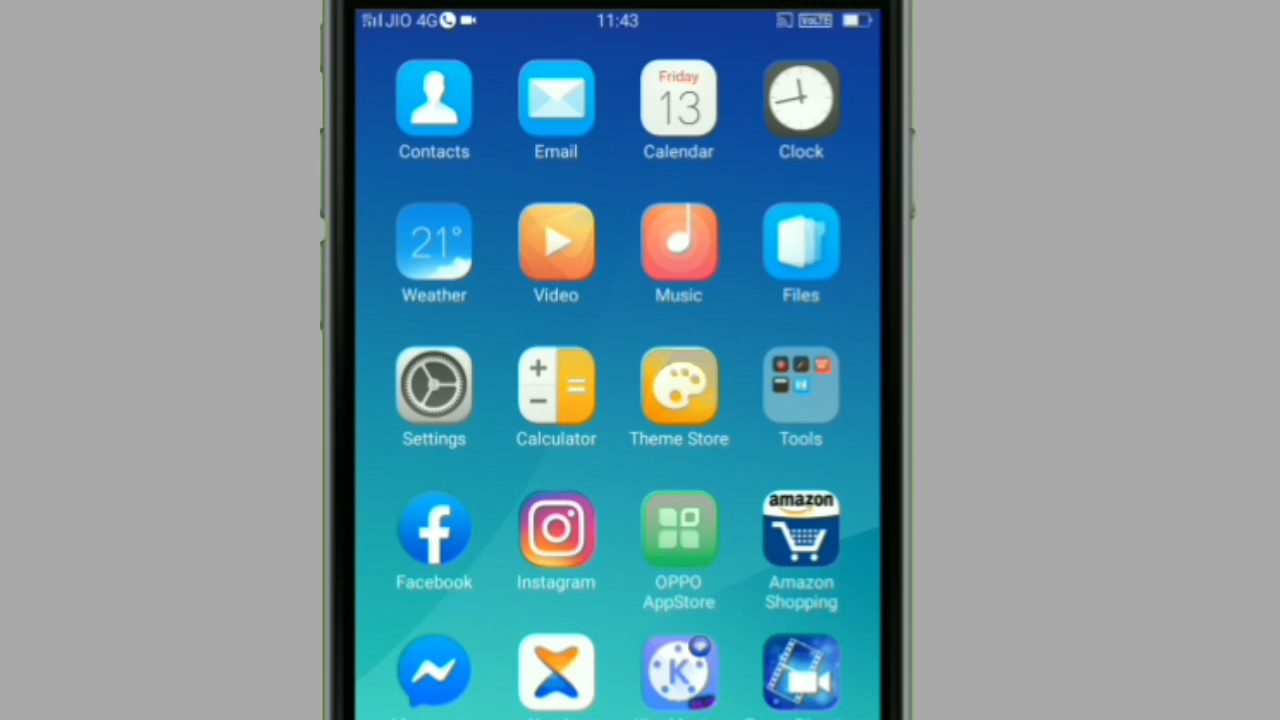 JIO 4G 11:43 VoLTE
Friday
13
Contacts Email Calendar Clock
21°
Weather Video Music Files
Settings Calculator Theme Store Tools
amazon
Facebook Instagram OPPO AppStore Amazon Shopping
K